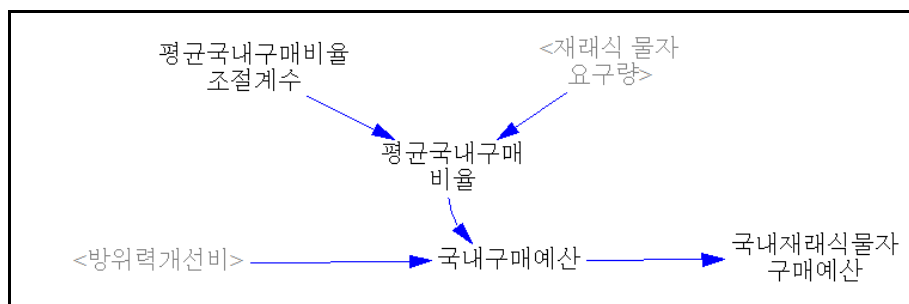 평균국내구매비율
조절계수
<재래식 물자
요구량>
평균국내구매
비율
<방위력개선비>
국내구매예산
국내재래식물자
구매예산